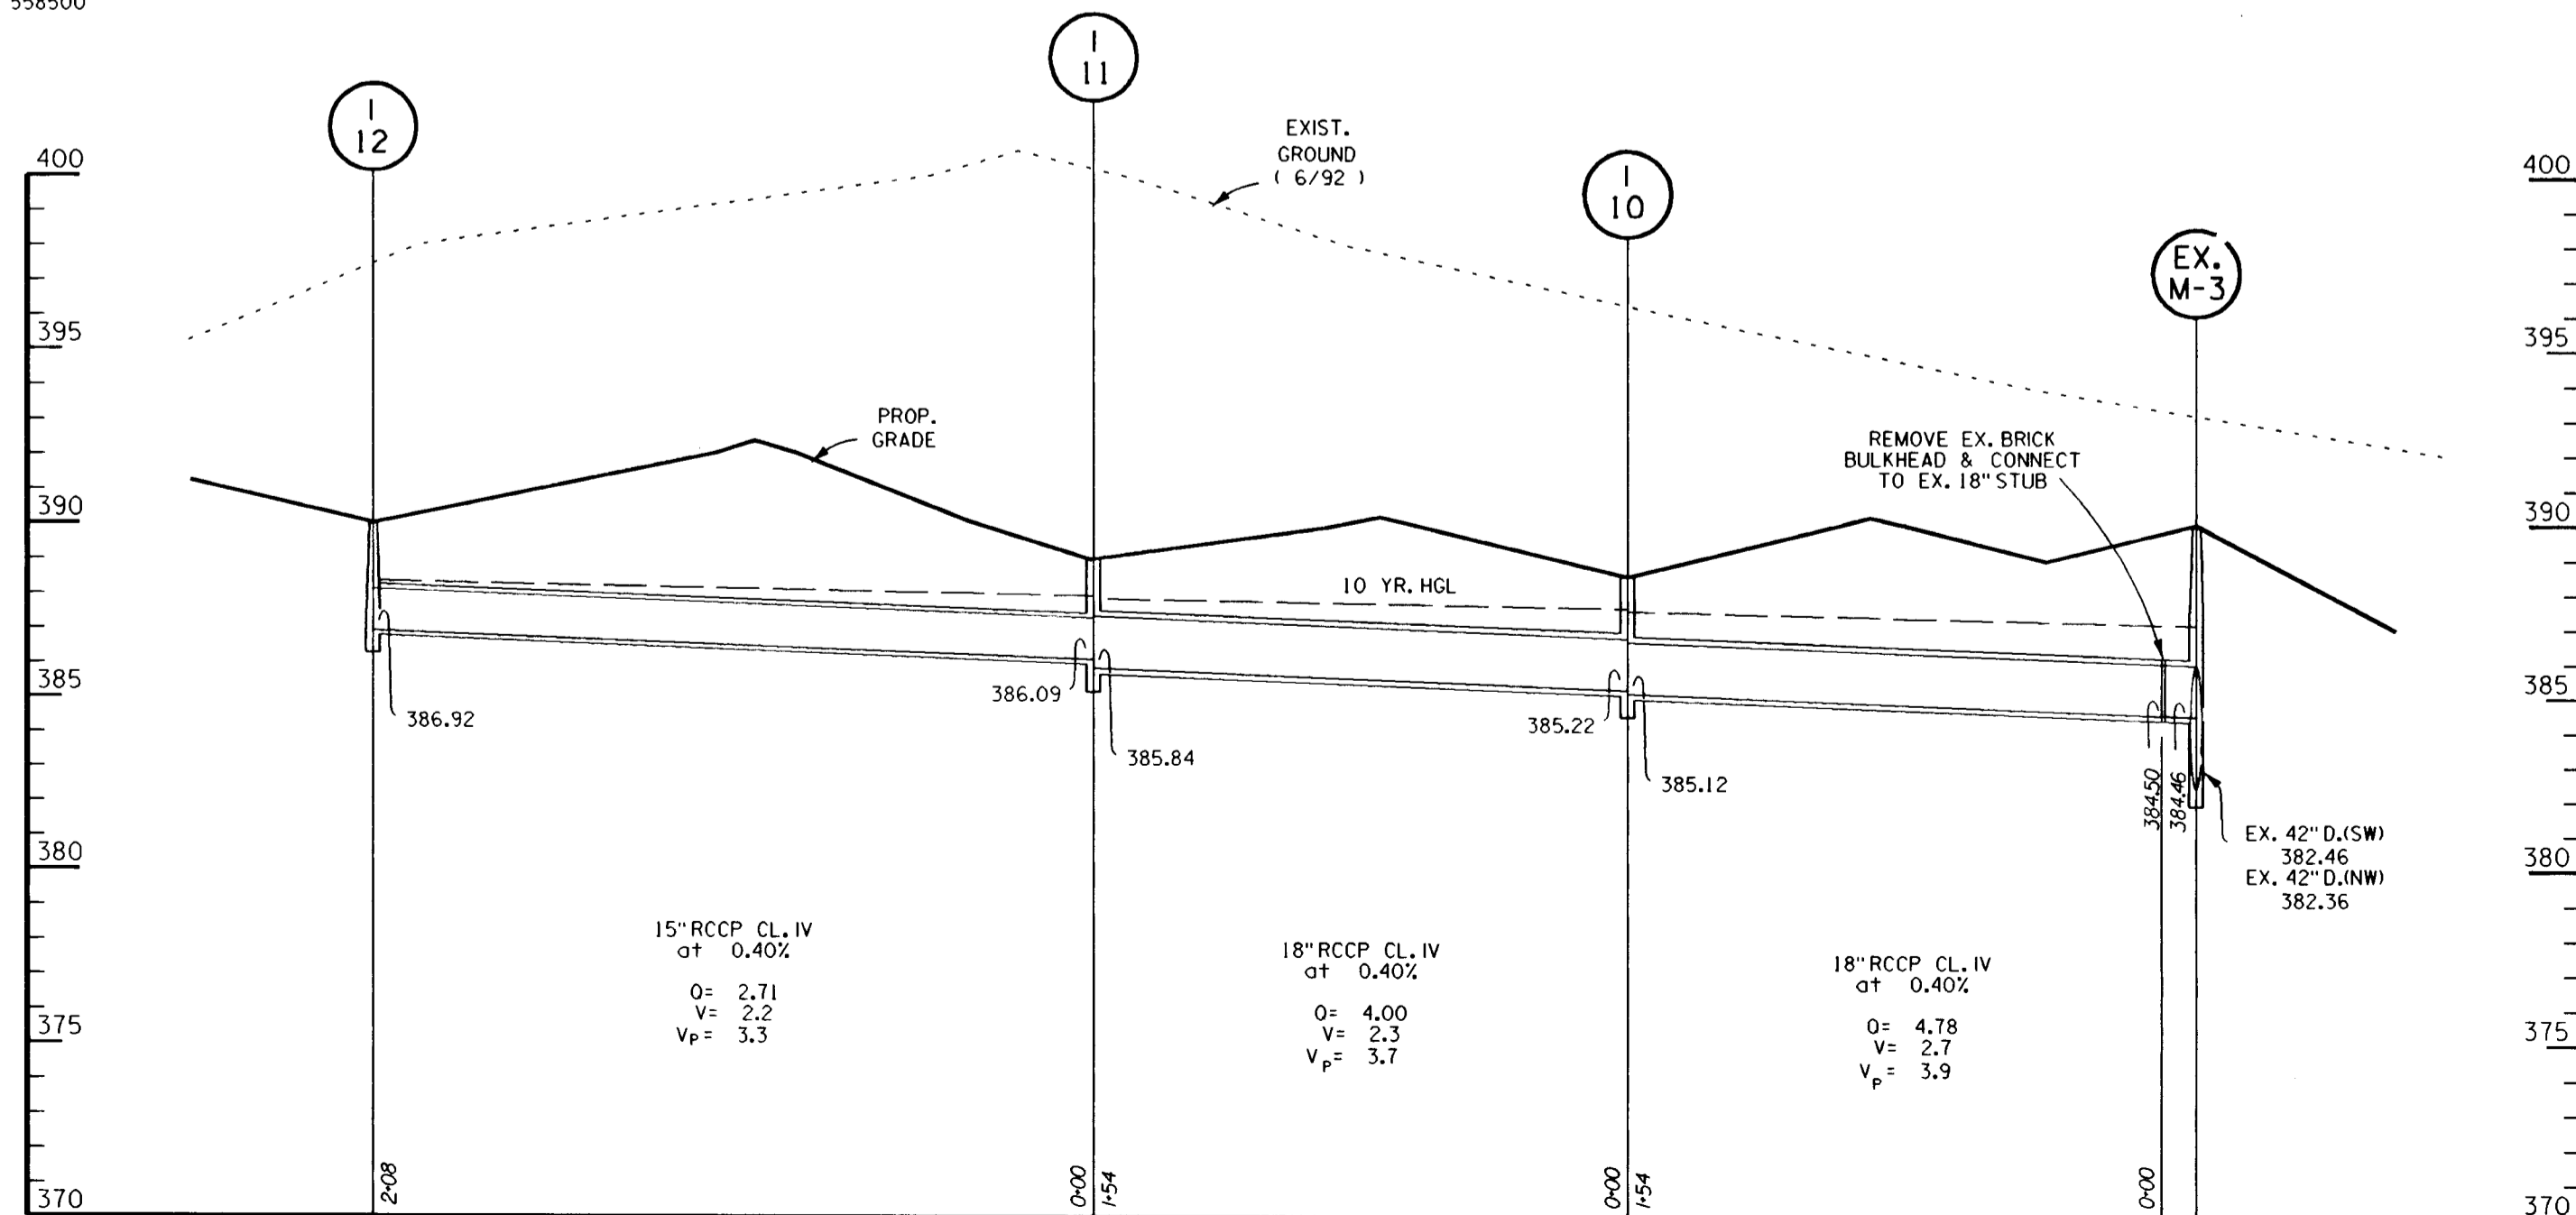 558500
I
11
I
12
EXIST.
GROUND
( 6/92 )
400
400
I
10
EX.
M-3
395
395
PROP.
GRADE
REMOVE EX. BRICK
BULKHEAD & CONNECT
TO EX. 18" STUB
390
390
10 YR. HGL
385
385
386.92
386.09
385.84
385.22
385.12
384.50
384.46
EX. 42" D.(SW)
382.46
EX. 42" D.(NW)
382.36
380
380
15" RCCP CL. IV
at 0.40%
Q= 2.71
V= 2.2
VP= 3.3
18" RCCP CL. IV
at 0.40%
Q= 4.00
V= 2.3
VP= 3.7
18" RCCP CL. IV
at 0.40%
Q= 4.78
V= 2.7
VP= 3.9
375
375
2+08
0+00
1+54
0+00
1+54
0+00
370
370